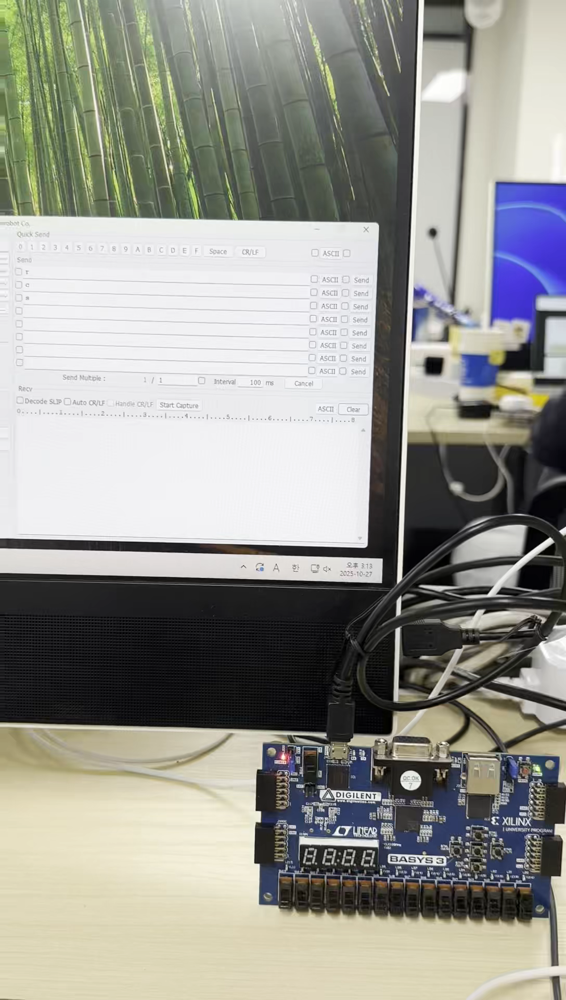 Co,
Quick Send
0 1 2 3 4 5 6 7 8 9 A B C D E F Space CR/LF ASCII
Send
r ASCII Send
c ASCII Send
s ASCII Send
ASCII Send
ASCII Send
ASCII Send
ASCII Send
ASCII Send
Send Multiple : 1 / 1 Interval 100 ms Cancel
Recv
Decode SLIP Auto CR/LF Handle CR/LF Start Capture ASCII Clear
0....|....1....|....2....|....3....|....4....|....5....|....6....|....7....|....8
A 한 오후 3:13
2025-10-27
QC.OK
7
DIGILENT
www.digilentinc.com
XILINX
UNIVERSITY PROGRAM
LINEAR
TECHNOLOGY
BASYS 3